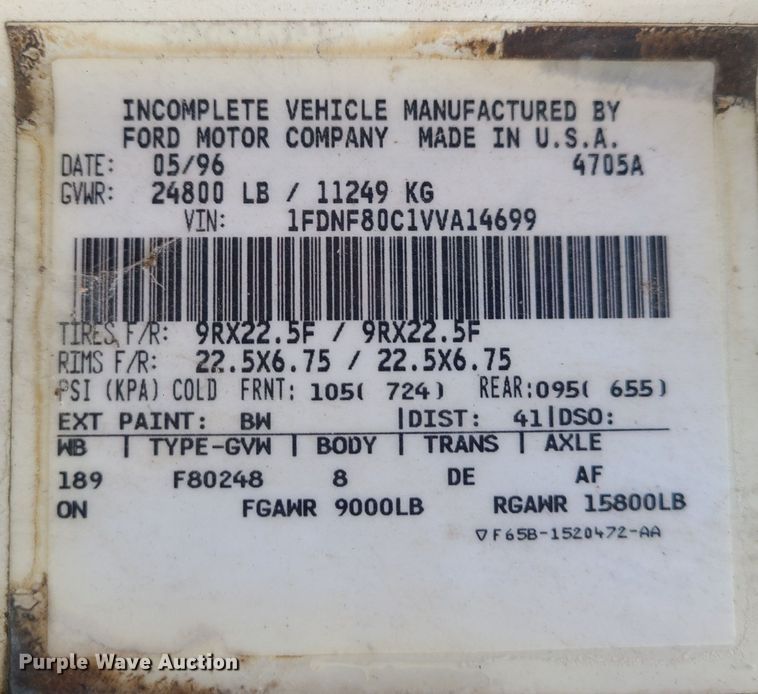 INCOMPLETE VEHICLE MANUFACTURED BY
FORD MOTOR COMPANY MADE IN U.S.A.
DATE: 05/96 4705A
GVWR: 24800 LB / 11249 KG
VIN: 1FDNF80C1VVA14699
TIRES F/R: 9RX22.5F / 9RX22.5F
RIMS F/R: 22.5X6.75 / 22.5X6.75
PSI (KPA) COLD FRNT: 105( 724) REAR:095( 655)
EXT PAINT: BW |DIST: 41|DSO:
WB | TYPE-GVW | BODY | TRANS | AXLE
189 F80248 8 DE AF
ON FGAWR 9000LB RGAWR 15800LB
▽F65B-1520472-AA
Purple Wave Auction